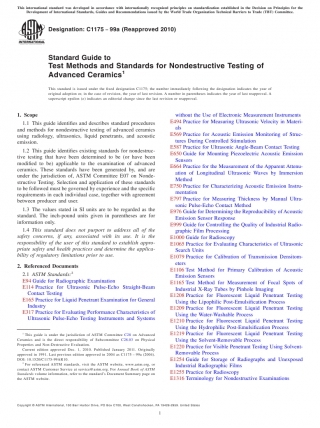 This international standard was developed in accordance with internationally recognized principles on standardization established in the Decision on Principles for the
Development of International Standards, Guides and Recommendations issued by the World Trade Organization Technical Barriers to Trade (TBT) Committee.
Designation: C1175 − 99a (Reapproved 2010)
INTERNATIONAL
Standard Guide to
Test Methods and Standards for Nondestructive Testing of
Advanced Ceramics1
This standard is issued under the fixed designation C1175; the number immediately following the designation indicates the year of
original adoption or, in the case of revision, the year of last revision. A number in parentheses indicates the year of last reapproval. A
superscript epsilon (ε) indicates an editorial change since the last revision or reapproval.
1. Scope
1.1 This guide identifies and describes standard procedures
and methods for nondestructive testing of advanced ceramics
using radiology, ultrasonics, liquid penetrants, and acoustic
emission.
1.2 This guide identifies existing standards for nondestruc-
tive testing that have been determined to be (or have been
modified to be) applicable to the examination of advanced
ceramics. These standards have been generated by, and are
under the jurisdiction of, ASTM Committee E07 on Nonde-
structive Testing. Selection and application of these standards
to be followed must be governed by experience and the specific
requirements in each individual case, together with agreement
between producer and user.
1.3 The values stated in SI units are to be regarded as the
standard. The inch-pound units given in parentheses are for
information only.
1.4 This standard does not purport to address all of the
safety concerns, if any, associated with its use. It is the
responsibility of the user of this standard to establish appro-
priate safety and health practices and determine the applica-
bility of regulatory limitations prior to use.
2. Referenced Documents
2.1 ASTM Standards:2
E94 Guide for Radiographic Examination
E114 Practice for Ultrasonic Pulse-Echo Straight-Beam
Contact Testing
E165 Practice for Liquid Penetrant Examination for General
Industry
E317 Practice for Evaluating Performance Characteristics of
Ultrasonic Pulse-Echo Testing Instruments and Systems
1 This guide is under the jurisdiction of ASTM Committee C28 on Advanced
Ceramics and is the direct responsibility of Subcommittee C28.03 on Physical
Properties and Non-Destructive Evaluation.
Current edition approved Dec. 1, 2010. Published January 2011. Originally
approved in 1991. Last previous edition approved in
2 For referenced ASTM standards, visit the ASTM website, www.astm.org, or
contact ASTM Customer Service at service@astm.org. For Annual Book of ASTM
Standards volume information, refer to the standard's Document Summary page on
the ASTM website.
without the Use of Electronic Measurement Instruments
E494 Practice for Measuring Ultrasonic Velocity in Materi-
als
E569 Practice for Acoustic Emission Monitoring of Struc-
tures During Controlled Stimulation
E587 Practice for Ultrasonic Angle-Beam Contact Testing
E650 Guide for Mounting Piezoelectric Acoustic Emission
Sensors
E664 Practice for the Measurement of the Apparent Attenu-
ation of Longitudinal Ultrasonic Waves by Immersion
Method
E750 Practice for Characterizing Acoustic Emission Instru-
mentation
E797 Practice for Measuring Thickness by Manual Ultra-
sonic Pulse-Echo Contact Method
E976 Guide for Determining the Reproducibility of Acoustic
Emission Sensor Response
E999 Guide for Controlling the Quality of Industrial Radio-
graphic Film Processing
E1000 Guide for Radioscopy
E1065 Practice for Evaluating Characteristics of Ultrasonic
Search Units
E1079 Practice for Calibration of Transmission Densitom-
eters
E1106 Test Method for Primary Calibration of Acoustic
Emission Sensors
E1165 Test Method for Measurement of Focal Spots of
Industrial X-Ray Tubes by Pinhole Imaging
E1208 Practice for Fluorescent Liquid Penetrant Testing
Using the Lipophilic Post-Emulsification Process
E1209 Practice for Fluorescent Liquid Penetrant Testing
Using the Water-Washable Process
E1210 Practice for Fluorescent Liquid Penetrant Testing
Using the Hydrophilic Post-Emulsification Process
E1219 Practice for Fluorescent Liquid Penetrant Testing
Using the Solvent-Removable Process
E1220 Practice for Visible Penetrant Testing Using Solvent-
Removable Process
E1254 Guide for Storage of Radiographs and Unexposed
Industrial Radiographic Films
E1255 Practice for Radioscopy
E1316 Terminology for Nondestructive Examinations
Copyright © ASTM International, 100 Barr Harbor Drive, PO Box C700, West Conshohocken, PA 19428-2959. United States
1